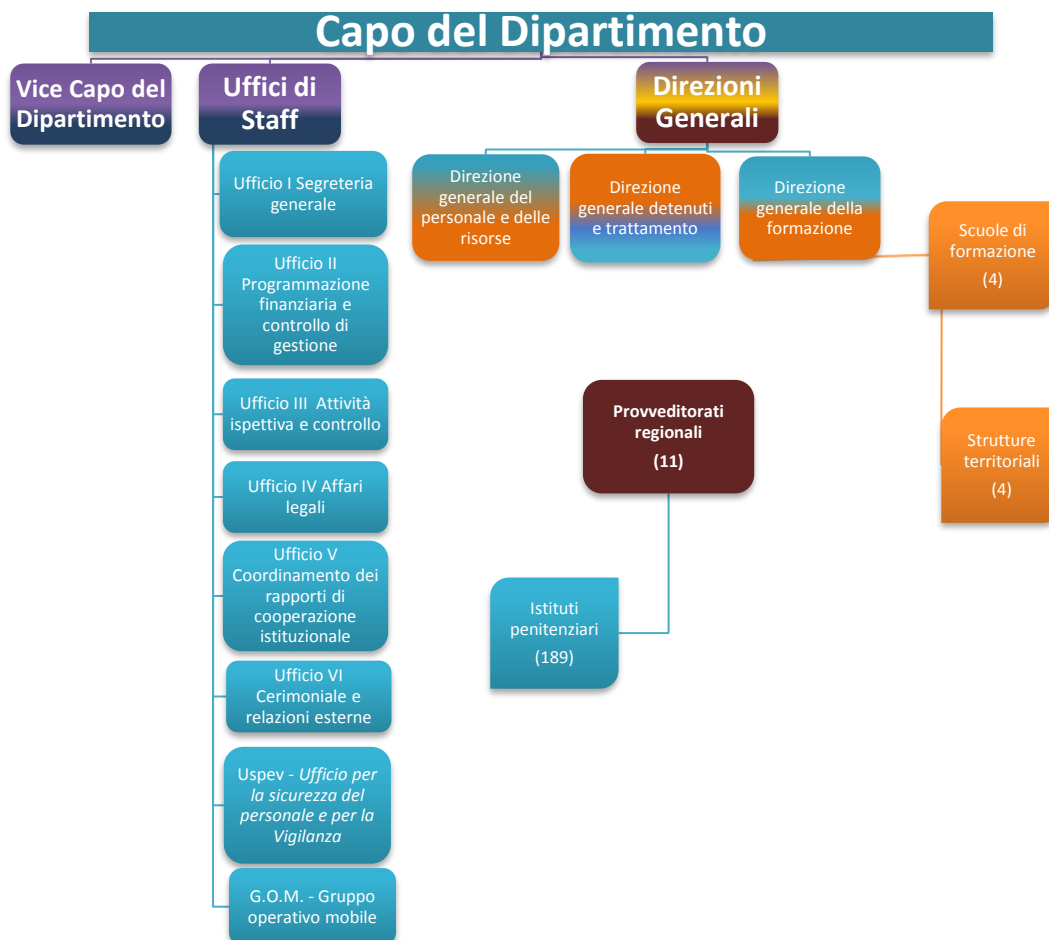 Capo del Dipartimento
Vice Capo del
Dipartimento
Uffici di
Staff
Direzioni
Generali
Ufficio I Segreteria
generale
Ufficio II
Programmazione
finanziaria e
controllo di
gestione
Ufficio III Attività
ispettiva e controllo
Ufficio IV Affari
legali
Ufficio V
Coordinamento dei
rapporti di
cooperazione
istituzionale
Ufficio VI
Cerimoniale e
relazioni esterne
Uspev - Ufficio per
la sicurezza del
personale e per la
Vigilanza
G.O.M. - Gruppo
operativo mobile
Direzione
generale del
personale e delle
risorse
Direzione
generale detenuti
e trattamento
Direzione
generale della
formazione
Scuole di
formazione
(4)
Strutture
territoriali
(4)
Provveditorati
regionali
(11)
Istituti
penitenziari
(189)